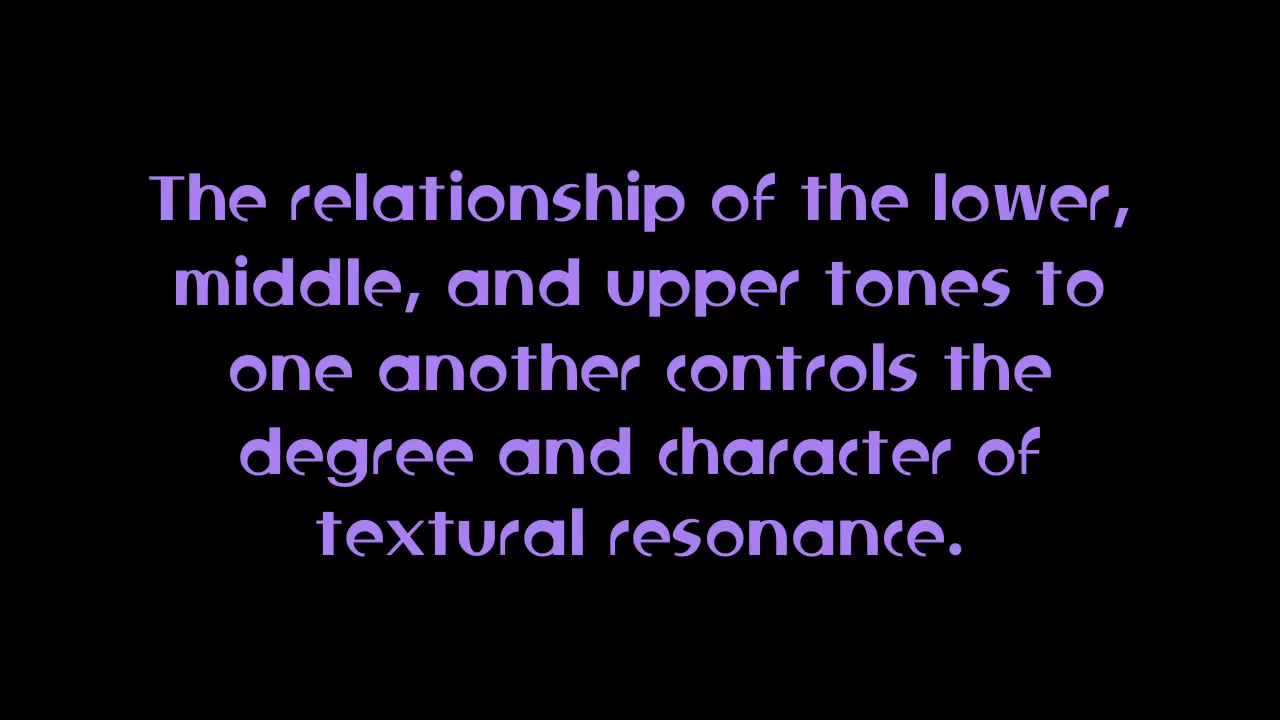 The relationship of the lower,
middle, and upper tones to
one another controls the
degree and character of
textural resonance.